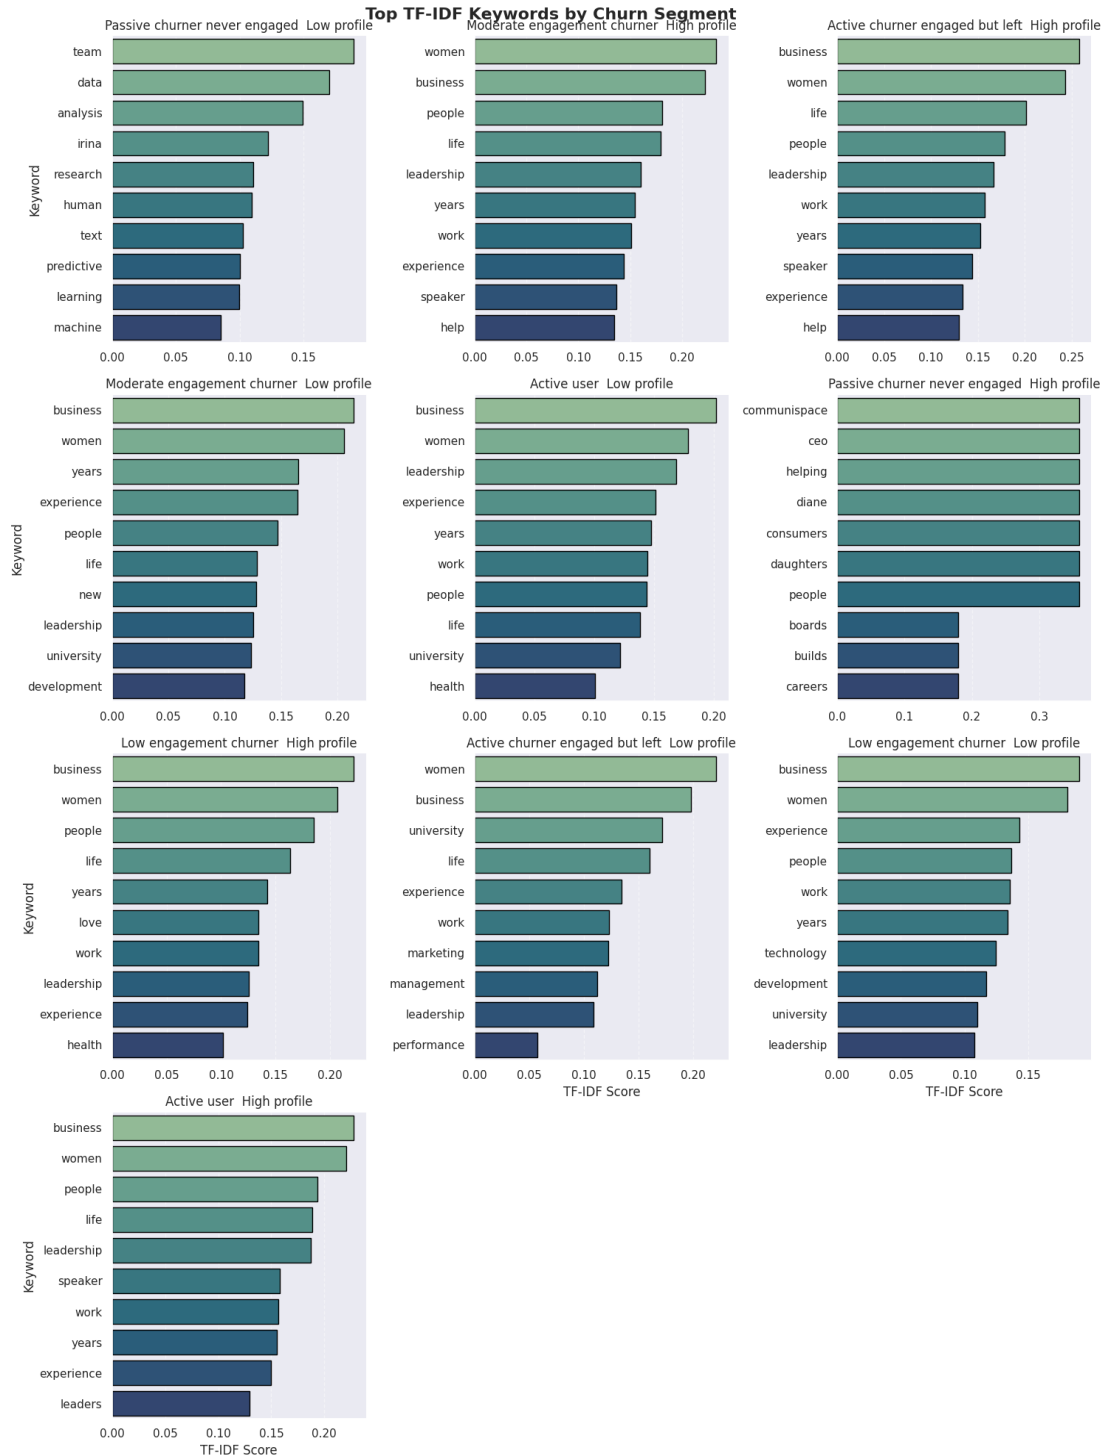 Top TF-IDF Keywords by Churn Segment
Passive churner never engaged  Low profile
Keyword
team
data
analysis
irina
research
human
text
predictive
learning
machine
0.00 0.05 0.10 0.15
Moderate engagement churner  High profile
women
business
people
life
leadership
years
work
experience
speaker
help
0.00 0.05 0.10 0.15 0.20
Active churner engaged but left  High profile
business
women
life
people
leadership
work
years
speaker
experience
help
0.00 0.05 0.10 0.15 0.20 0.25
Moderate engagement churner  Low profile
Keyword
business
women
years
experience
people
life
new
leadership
university
development
0.00 0.05 0.10 0.15 0.20
Active user  Low profile
business
women
leadership
experience
years
work
people
life
university
health
0.00 0.05 0.10 0.15 0.20
Passive churner never engaged  High profile
communispace
ceo
helping
diane
consumers
daughters
people
boards
builds
careers
0.0 0.1 0.2 0.3
Low engagement churner  High profile
Keyword
business
women
people
life
years
love
work
leadership
experience
health
0.00 0.05 0.10 0.15 0.20
Active churner engaged but left  Low profile
women
business
university
life
experience
work
marketing
management
leadership
performance
0.00 0.05 0.10 0.15 0.20
TF-IDF Score
Low engagement churner  Low profile
business
women
experience
people
work
years
technology
development
university
leadership
0.00 0.05 0.10 0.15
TF-IDF Score
Active user  High profile
Keyword
business
women
people
life
leadership
speaker
work
years
experience
leaders
0.00 0.05 0.10 0.15 0.20
TF-IDF Score